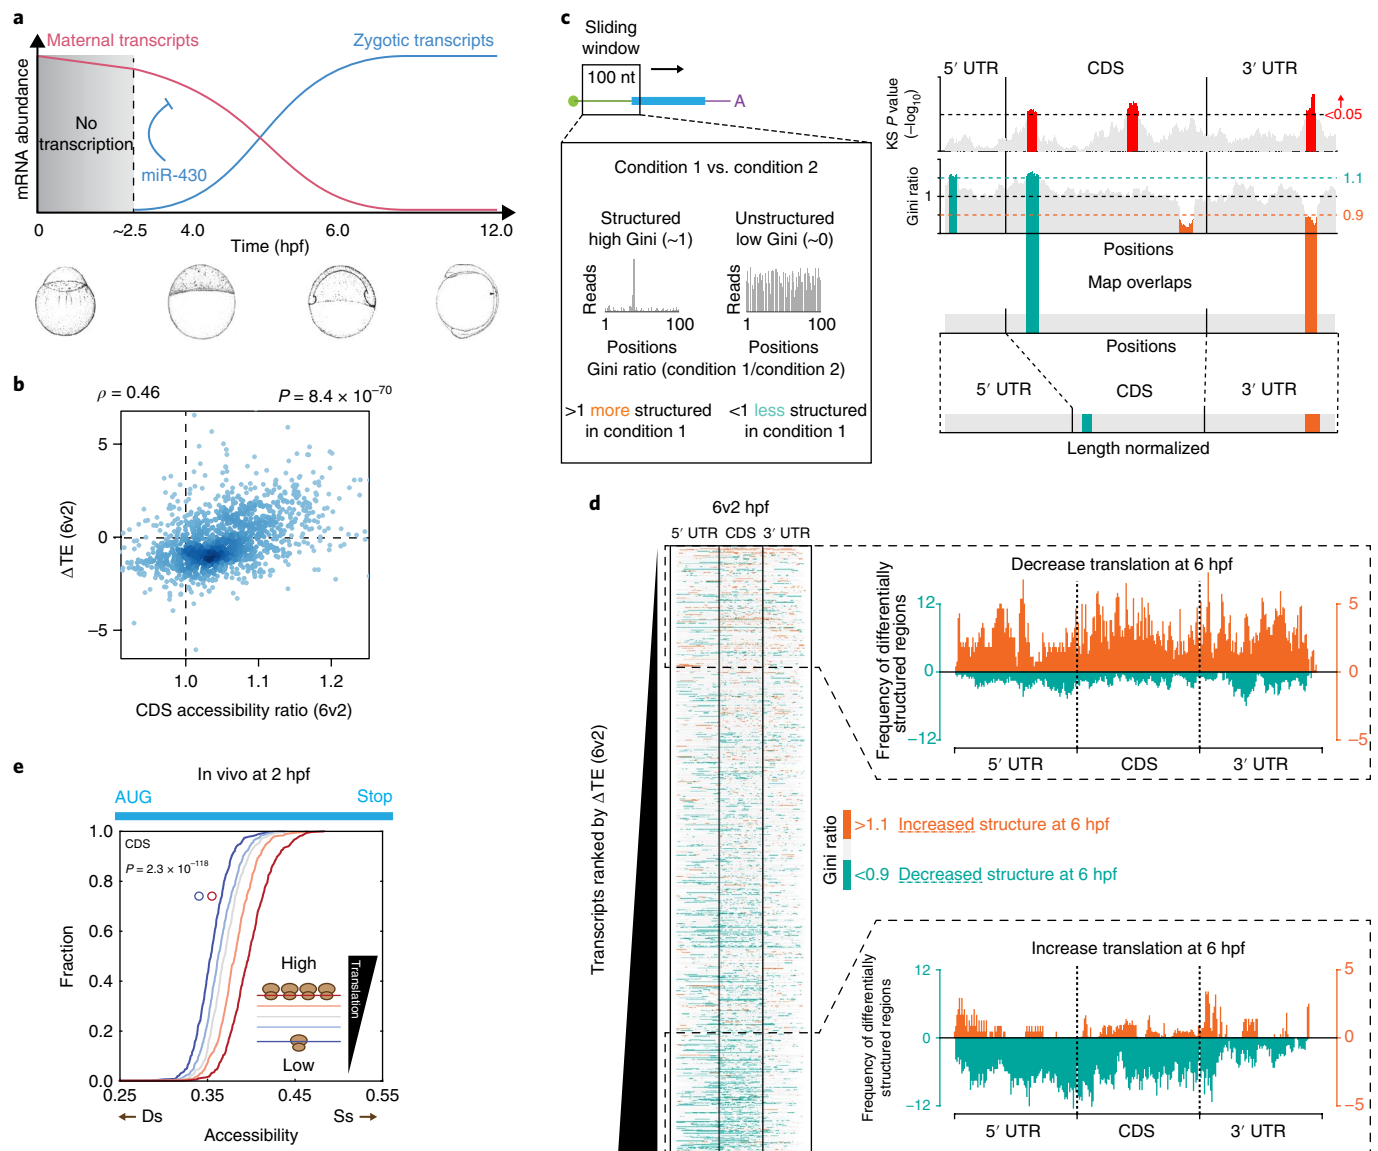 a
mRNA abundance
Maternal transcripts
Zygotic transcripts
No
transcription
miR-430
0
~2.5
4.0
6.0
12.0
Time (hpf)
b
ρ = 0.46
P = 8.4 × 10−70
ΔTE (6v2)
5
0
−5
1.0
1.1
1.2
CDS accessibility ratio (6v2)
c
Sliding
window
100 nt
A
Condition 1 vs. condition 2
Structured
high Gini (~1)
Unstructured
low Gini (~0)
Reads
Reads
1
100
1
100
Positions
Positions
Gini ratio (condition 1/condition 2)
>1 more structured
in condition 1
<1 less structured
in condition 1
5′ UTR
CDS
3′ UTR
KS P value
(−log10)
<0.05
Gini ratio
1
1.1
0.9
Positions
Map overlaps
Positions
5′ UTR
CDS
3′ UTR
Length normalized
d
6v2 hpf
5′ UTR
CDS
3′ UTR
Transcripts ranked by ΔTE (6v2)
Decrease translation at 6 hpf
Frequency of differentially
structured regions
12
0
−12
5
0
−5
5′ UTR
CDS
3′ UTR
Gini ratio
>1.1 Increased structure at 6 hpf
<0.9 Decreased structure at 6 hpf
Increase translation at 6 hpf
Frequency of differentially
structured regions
12
0
−12
5
0
−5
5′ UTR
CDS
3′ UTR
e
In vivo at 2 hpf
AUG
Stop
CDS
P = 2.3 × 10−118
Fraction
1.0
0.8
0.6
0.4
0.2
0.0
High
Low
Translation
0.25
0.35
0.45
0.55
← Ds
Ss →
Accessibility